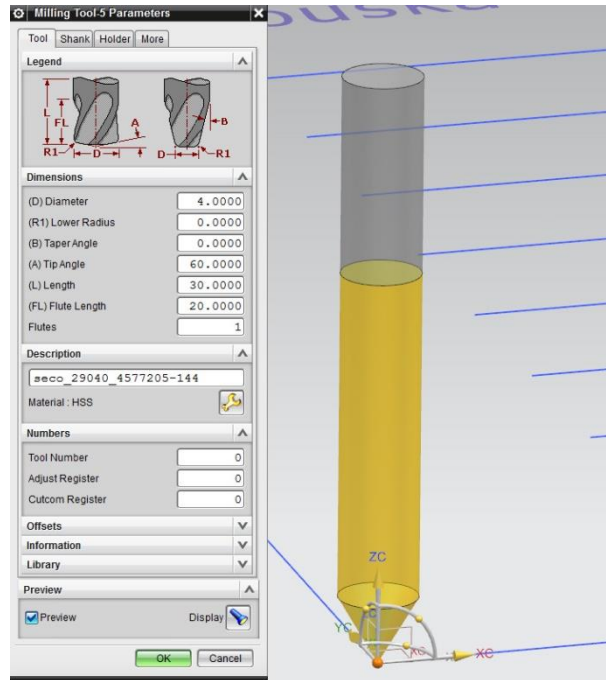 Milling Tool-5 Parameters
Tool Shank Holder More
Legend
L
FL
A
B
R1
D
D
R1
Dimensions
(D) Diameter 4.0000
(R1) Lower Radius 0.0000
(B) Taper Angle 0.0000
(A) Tip Angle 60.0000
(L) Length 30.0000
(FL) Flute Length 20.0000
Flutes 1
Description
seco_29040_4577205-144
Material : HSS
Numbers
Tool Number 0
Adjust Register 0
Cutcom Register 0
Offsets
Information
Library
Preview
Preview Display
OK Cancel
ouska
ZC
YC
XC
XC